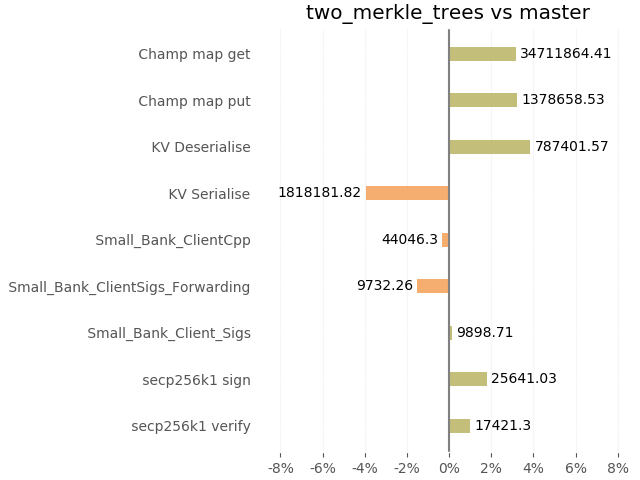 two_merkle_trees vs master
Champ map get 34711864.41
Champ map put 1378658.53
KV Deserialise 787401.57
KV Serialise 1818181.82
Small_Bank_ClientCpp 44046.3
Small_Bank_ClientSigs_Forwarding 9732.26
Small_Bank_Client_Sigs 9898.71
secp256k1 sign 25641.03
secp256k1 verify 17421.3
-8% -6% -4% -2% 0% 2% 4% 6% 8%